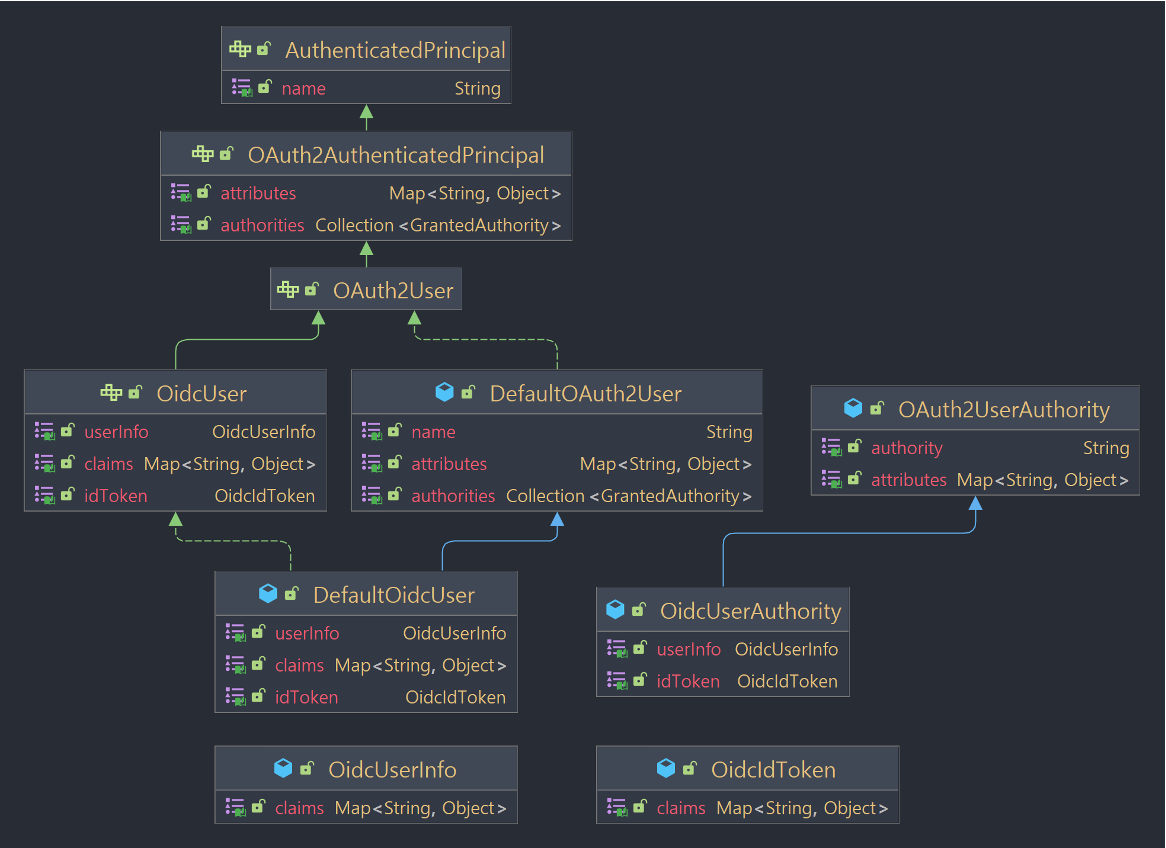 AuthenticatedPrincipal
name String
OAuth2AuthenticatedPrincipal
attributes Map<String, Object>
authorities Collection <GrantedAuthority>
OAuth2User
OidcUser
userInfo OidcUserInfo
claims Map<String, Object>
idToken OidcIdToken
DefaultOAuth2User
name String
attributes Map<String, Object>
authorities Collection <GrantedAuthority>
OAuth2UserAuthority
authority String
attributes Map<String, Object>
DefaultOidcUser
userInfo OidcUserInfo
claims Map<String, Object>
idToken OidcIdToken
OidcUserAuthority
userInfo OidcUserInfo
idToken OidcIdToken
OidcUserInfo
claims Map<String, Object>
OidcIdToken
claims Map<String, Object>